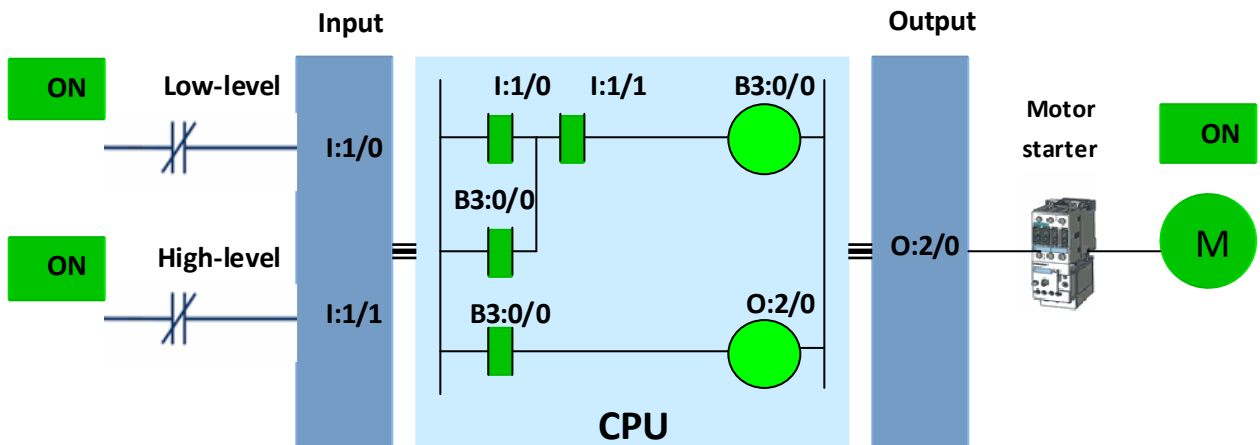 Input
Output
ON
Low-level
I:1/0
I:1/0
I:1/1
B3:0/0
Motor
starter
ON
B3:0/0
ON
High-level
I:1/1
B3:0/0
O:2/0
O:2/0
M
CPU